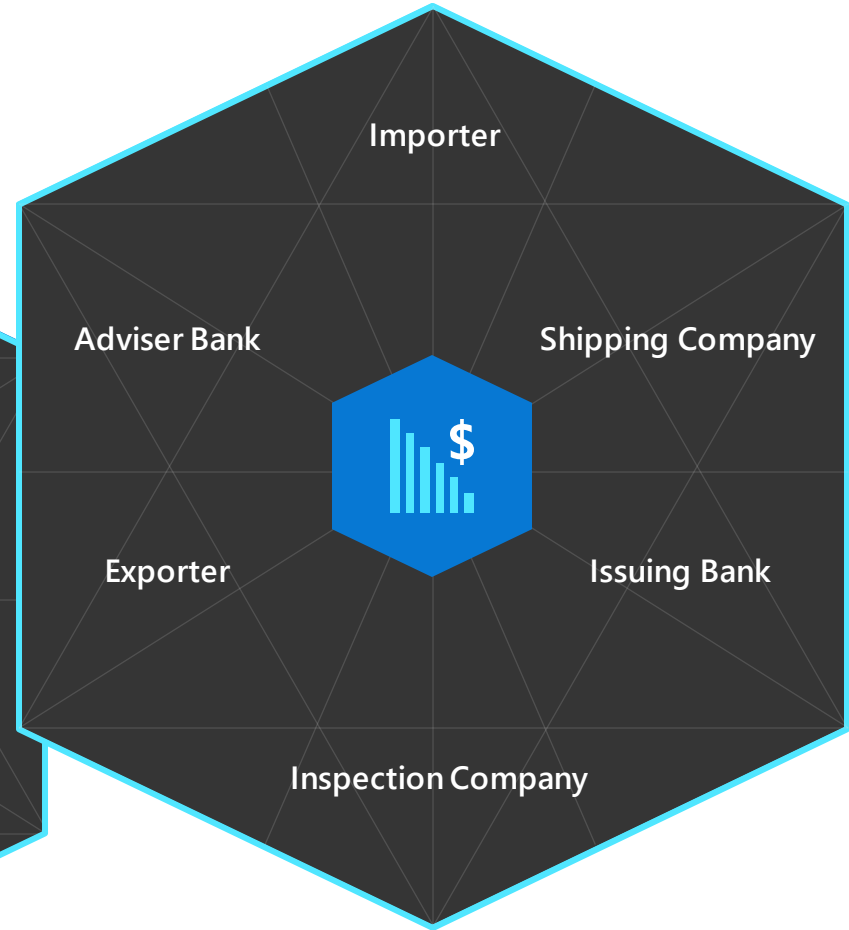 Importer
Adviser Bank
Shipping Company
$
Exporter
Issuing Bank
Inspection Company